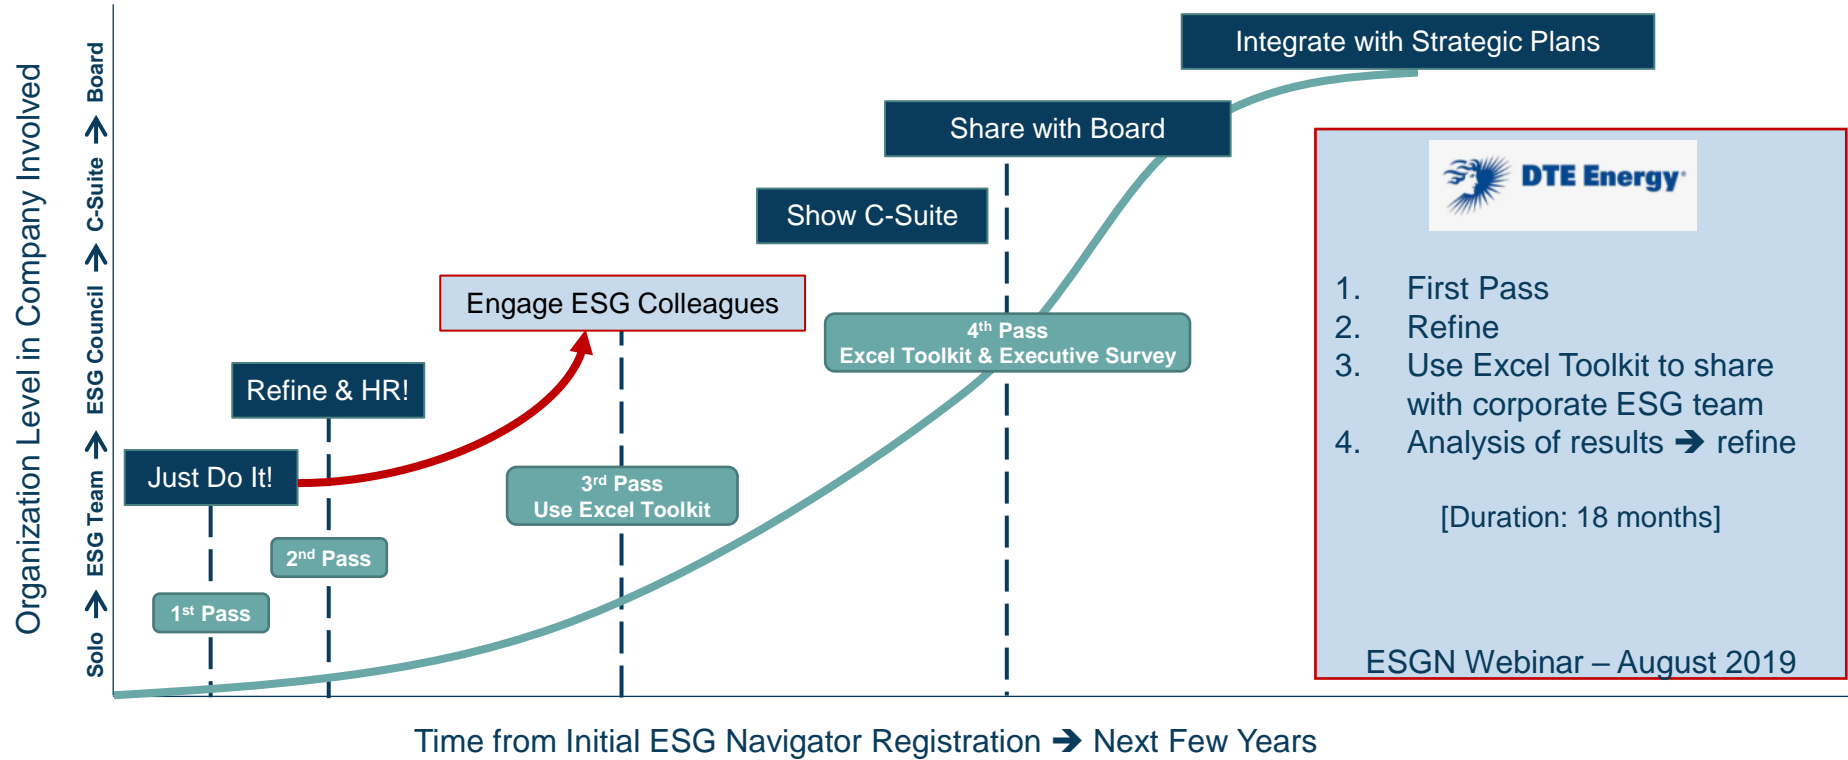 Organization Level in Company Involved
Solo ➔ ESG Team ➔ ESG Council ➔ C-Suite ➔ Board
Integrate with Strategic Plans
Share with Board
Show C-Suite
Engage ESG Colleagues
Refine & HR!
Just Do It!
4th Pass
Excel Toolkit & Executive Survey
3rd Pass
Use Excel Toolkit
2nd Pass
1st Pass
DTE Energy®
1. First Pass
2. Refine
3. Use Excel Toolkit to share
with corporate ESG team
4. Analysis of results ➔ refine
[Duration: 18 months]
ESGN Webinar – August 2019
Time from Initial ESG Navigator Registration ➔ Next Few Years